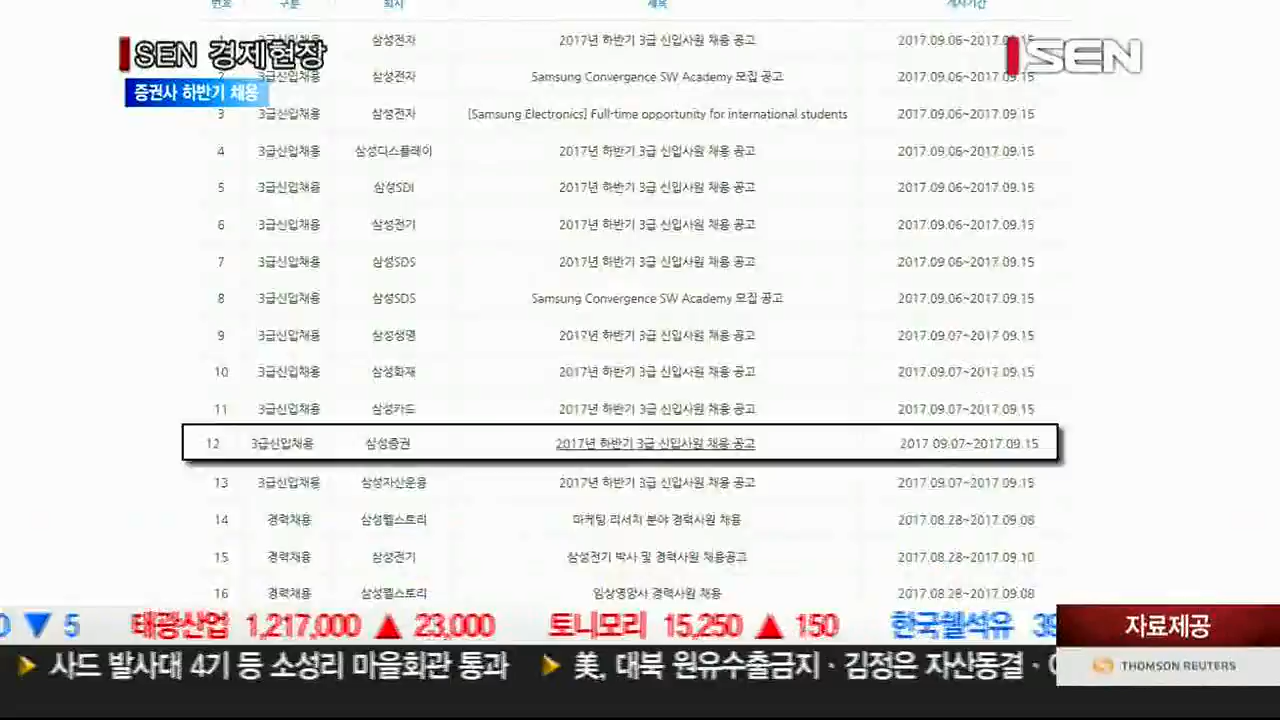 번호 구분 회사 제목 게시기간
SEN 경제현장
SEN
증권사 하반기 채용
1 3급신입채용 삼성전자 2017년 하반기 3급 신입사원 채용 공고 2017.09.06~2017.09.15
2 3급신입채용 삼성전자 Samsung Convergence SW Academy 모집 공고 2017.09.06~2017.09.15
3 3급신입채용 삼성전자 [Samsung Electronics] Full-time opportunity for international students 2017.09.06~2017.09.15
4 3급신입채용 삼성디스플레이 2017년 하반기 3급 신입사원 채용 공고 2017.09.06~2017.09.15
5 3급신입채용 삼성SDI 2017년 하반기 3급 신입사원 채용 공고 2017.09.06~2017.09.15
6 3급신입채용 삼성전기 2017년 하반기 3급 신입사원 채용 공고 2017.09.06~2017.09.15
7 3급신입채용 삼성SDS 2017년 하반기 3급 신입사원 채용 공고 2017.09.06~2017.09.15
8 3급신입채용 삼성SDS Samsung Convergence SW Academy 모집 공고 2017.09.06~2017.09.15
9 3급신입채용 삼성생명 2017년 하반기 3급 신입사원 채용 공고 2017.09.07~2017.09.15
10 3급신입채용 삼성화재 2017년 하반기 3급 신입사원 채용 공고 2017.09.07~2017.09.15
11 3급신입채용 삼성카드 2017년 하반기 3급 신입사원 채용 공고 2017.09.07~2017.09.15
12 3급신입채용 삼성증권 2017년 하반기 3급 신입사원 채용 공고 2017.09.07~2017.09.15
13 3급신입채용 삼성자산운용 2017년 하반기 3급 신입사원 채용 공고 2017.09.07~2017.09.15
14 경력채용 삼성웰스토리 마케팅 리서치 분야 경력사원 채용 2017.08.28~2017.09.08
15 경력채용 삼성전기 삼성전기 박사 및 경력사원 채용공고 2017.08.28~2017.09.10
16 경력채용 삼성웰스토리 임상영양사 경력사원 채용 2017.08.28~2017.09.08
0 ▼ 5 태광산업 1,217,000 ▲ 23,000 토니모리 15,250 ▲ 150 한국쉘석유 39
자료제공
▶ 사드 발사대 4기 등 소성리 마을회관 통과 ▶ 美, 대북 원유수출금지·김정은 자산동결·
THOMSON REUTERS